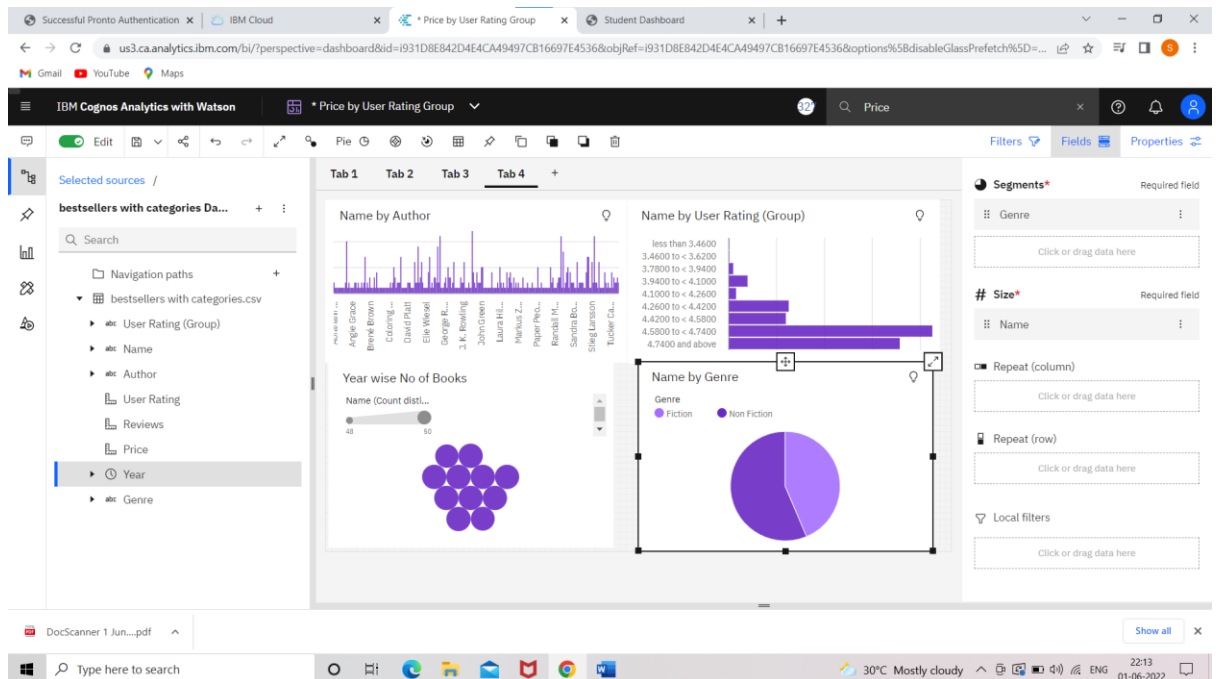 Successful Pronto Authentication
IBM Cloud
* Price by User Rating Group
Student Dashboard
us3.ca.analytics.ibm.com/bi/?perspective=dashboard&id=i931D8E842D4E4CA49497CB16697E4536&objRef=i931D8E842D4E4CA49497CB16697E4536&options%5BdisableGlassPrefetch%5D=...
S
Gmail YouTube Maps
IBM Cognos Analytics with Watson
* Price by User Rating Group
32°
Price
Edit
Pie
Filters
Fields
Properties
Selected sources /
bestsellers with categories Da...
Search
Navigation paths
bestsellers with categories.csv
abc User Rating (Group)
abc Name
abc Author
User Rating
Reviews
Price
Year
abc Genre
Tab 1 Tab 2 Tab 3 Tab 4
Name by Author
Angie Grace
Brené Brown
Coloring...
David Platt
Elie Wiesel
George R...
J. K. Rowling
John Green
Laura Hil...
Markus Z...
Paper Peo...
Randall M...
Sandra Bo...
Stieg Larsson
Tucker Ca...
Name by User Rating (Group)
less than 3.4600
3.4600 to < 3.6200
3.7800 to < 3.9400
3.9400 to < 4.1000
4.1000 to < 4.2600
4.2600 to < 4.4200
4.4200 to < 4.5800
4.5800 to < 4.7400
4.7400 and above
Year wise No of Books
Name (Count disti...
48 50
Name by Genre
Genre
Fiction Non Fiction
Segments*
Required field
Genre
Click or drag data here
# Size*
Required field
Name
Repeat (column)
Click or drag data here
Repeat (row)
Click or drag data here
Local filters
Click or drag data here
DocScanner 1 Jun....pdf
Show all
Type here to search
30°C Mostly cloudy
ENG
22:13
01-06-2022